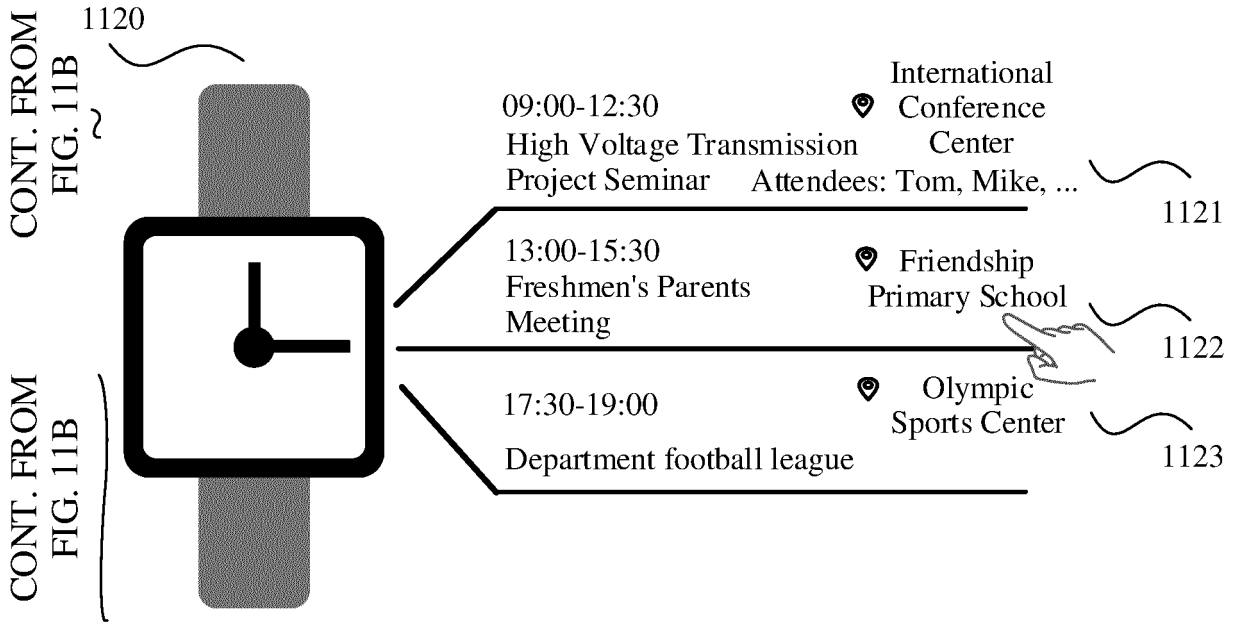 CONT. FROM
FIG. 11B
1120
09:00-12:30
High Voltage Transmission
Project Seminar
International
Conference
Center
Attendees: Tom, Mike, ...
1121
13:00-15:30
Freshmen's Parents
Meeting
Friendship
Primary School
1122
17:30-19:00
Department football league
Olympic
Sports Center
1123
CONT. FROM
FIG. 11B